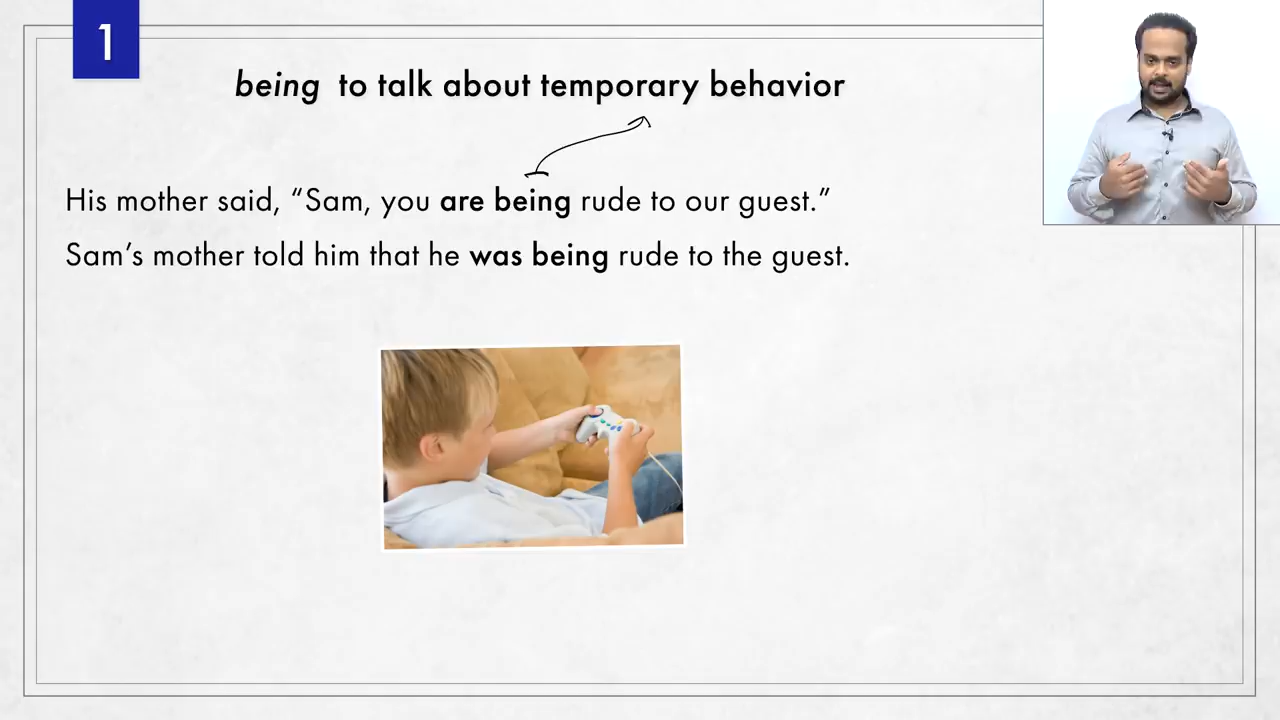 1
being to talk about temporary behavior
His mother said, “Sam, you are being rude to our guest.”
Sam’s mother told him that he was being rude to the guest.